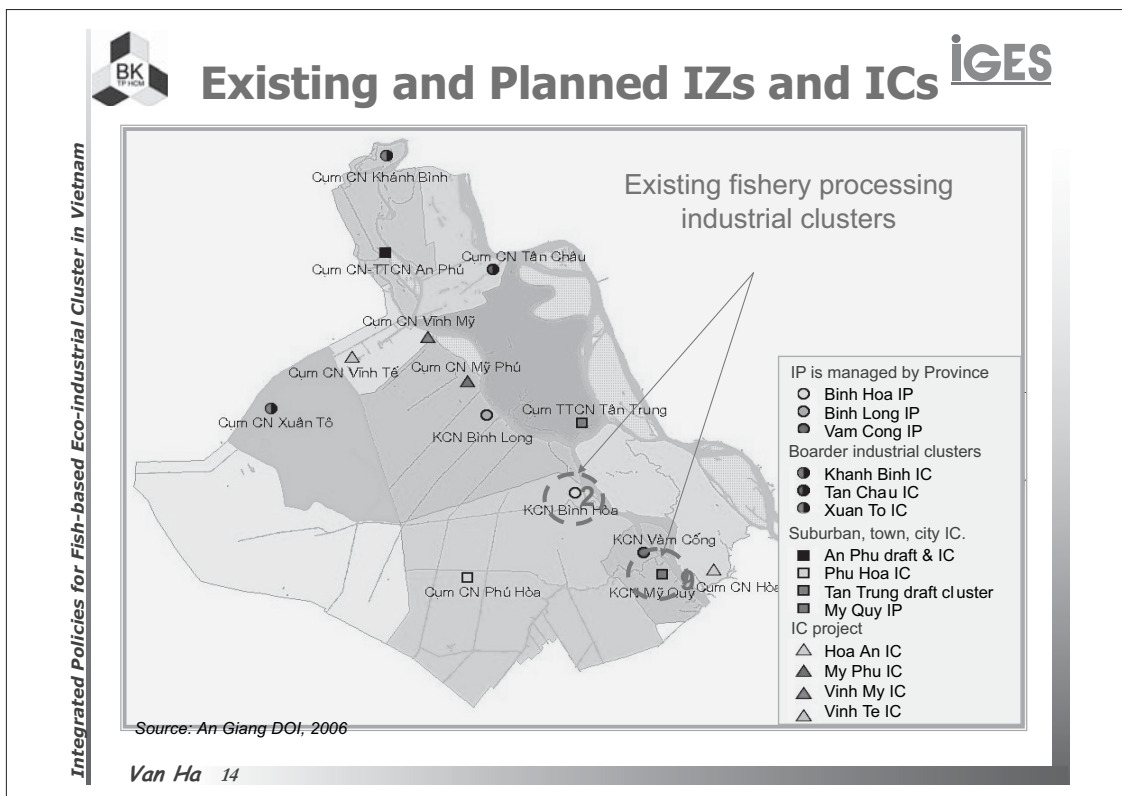 BK
TP HCM
Existing and Planned IZs and ICs
IGES
Integrated Policies for Fish-based Eco-industrial Cluster in Vietnam
Cụm CN Khánh Bình
Existing fishery processing
industrial clusters
Cụm CN Tân Châu
Cụm CN-TTCN An Phú
Cụm CN Vĩnh Mỹ
Cụm CN Vĩnh Tế
Cụm CN Mỹ Phú
Cụm CN Xuân Tô
KCN Bình Long
Cụm TTCN Tân Trung
2
KCN Bình Hòa
KCN Vàm Cống
9
Cụm CN Phú Hòa
KCN Mỹ Quý
Cụm CN Hòa
IP is managed by Province
Binh Hoa IP
Binh Long IP
Vam Cong IP
Boarder industrial clusters
Khanh Binh IC
Tan Chau IC
Xuan To IC
Suburban, town, city IC.
An Phu draft & IC
Phu Hoa IC
Tan Trung draft cluster
My Quy IP
IC project
Hoa An IC
My Phu IC
Vinh My IC
Vinh Te IC
Source: An Giang DOI, 2006
Van Ha 14